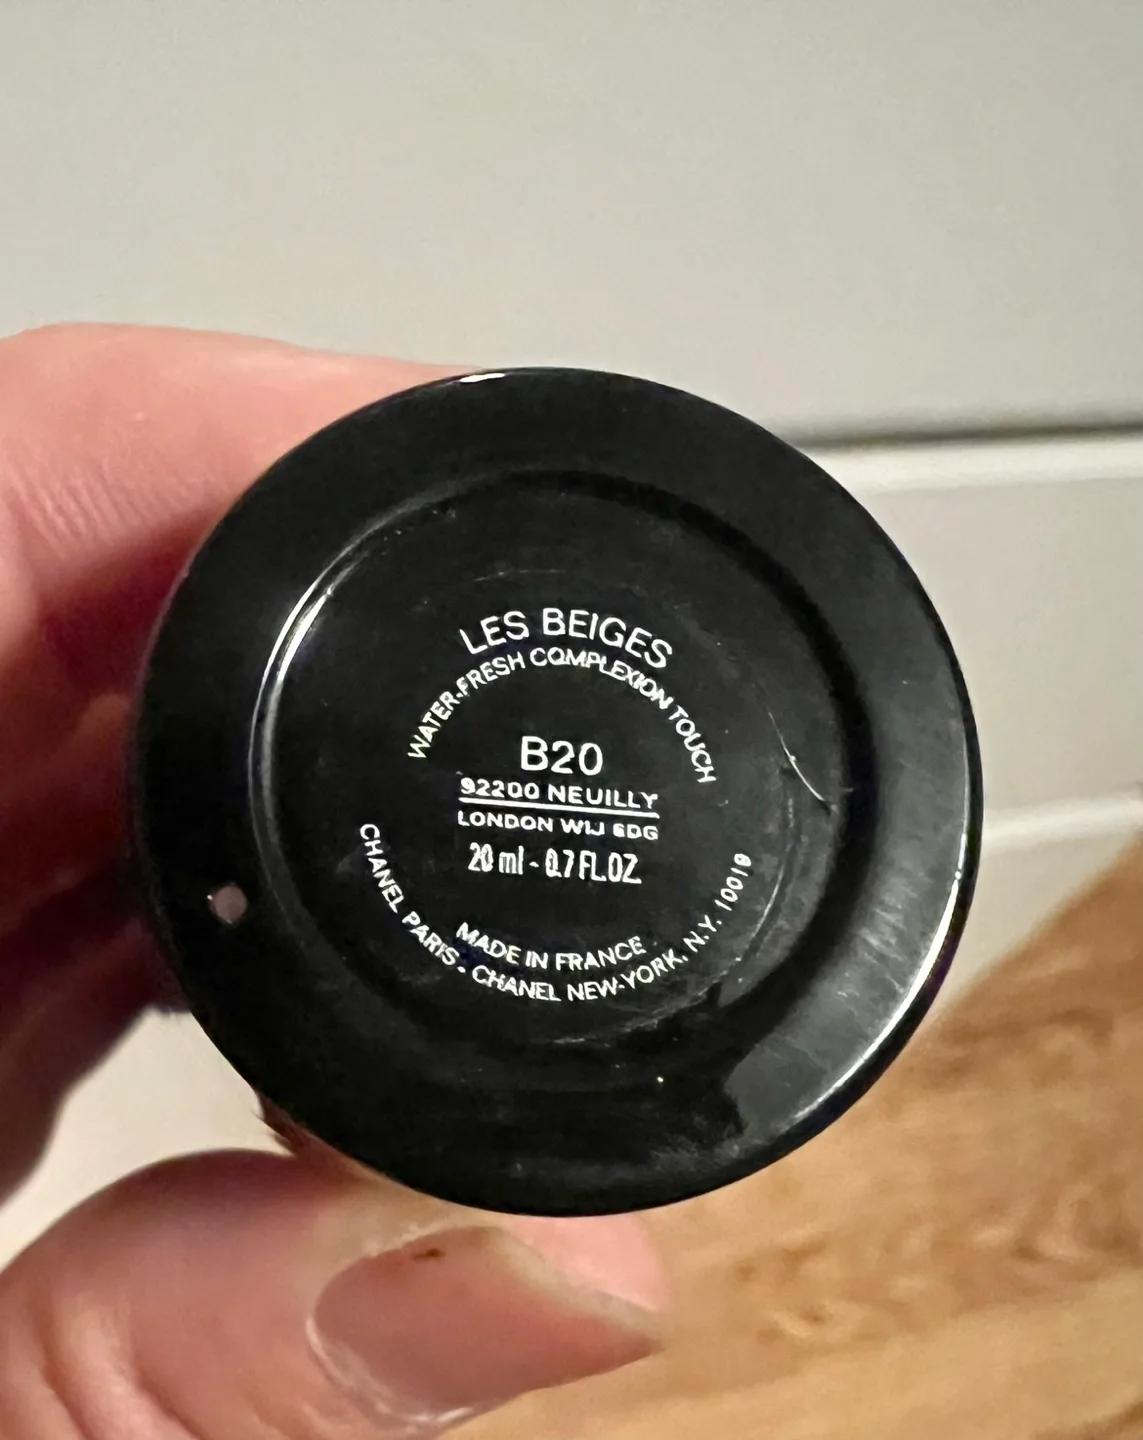 LES BEIGES
WATER-FRESH COMPLEXION TOUCH
B20
92200 NEUILLY
LONDON W1J 6DG
20 ml - 0.7 FL.OZ.
MADE IN FRANCE
CHANEL PARIS - CHANEL NEW-YORK, N.Y. 10019